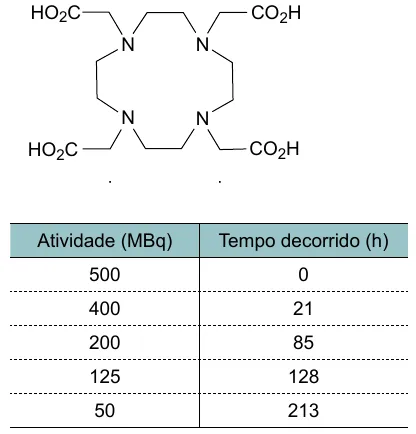 HO2C CO2H
N N
N N
HO2C CO2H
. .
Atividade (MBq) Tempo decorrido (h)
500 0
400 21
200 85
125 128
50 213